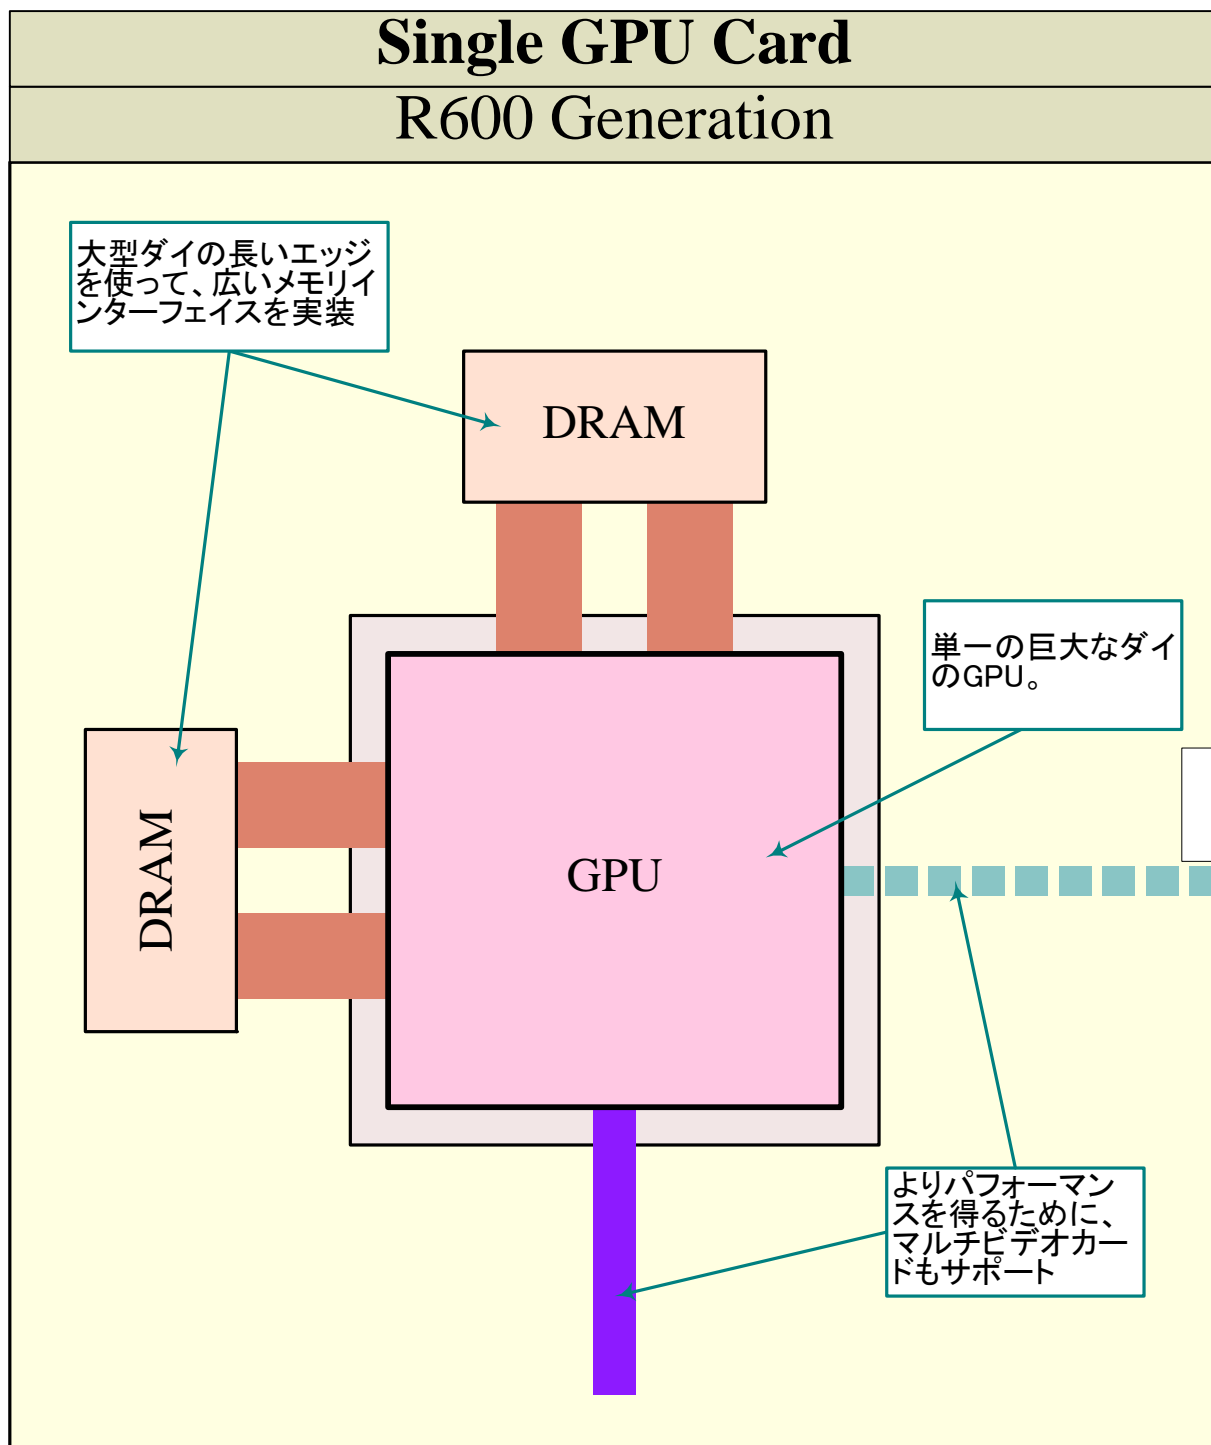 Single GPU Card
R600 Generation
大型ダイの長いエッジ
を使って、広いメモリイ
ンターフェイスを実装
DRAM
単一の巨大なダイ
のGPU。
DRAM
GPU
よりパフォーマン
スを得るために、
マルチビデオカー
ドもサポート